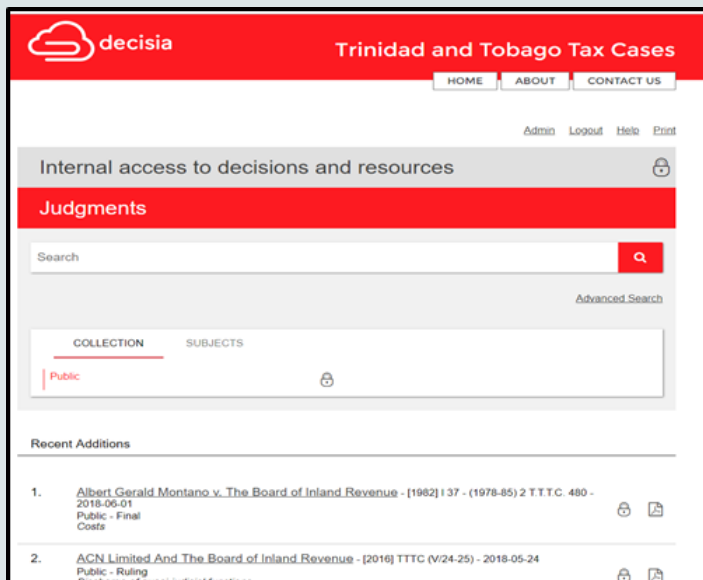 decisia
Trinidad and Tobago Tax Cases
HOME ABOUT CONTACT US
Admin Logout Help Print
Internal access to decisions and resources
Judgments
Search
Advanced Search
COLLECTION SUBJECTS
Public
Recent Additions
1. Albert Gerald Montano v. The Board of Inland Revenue - [1982] I 37 - (1978-85) 2 T.T.T.C. 480 -
2018-06-01
Public - Final
Costs
2. ACN Limited And The Board of Inland Revenue - [2016] TTTC (V/24-25) - 2018-05-24
Public - Ruling